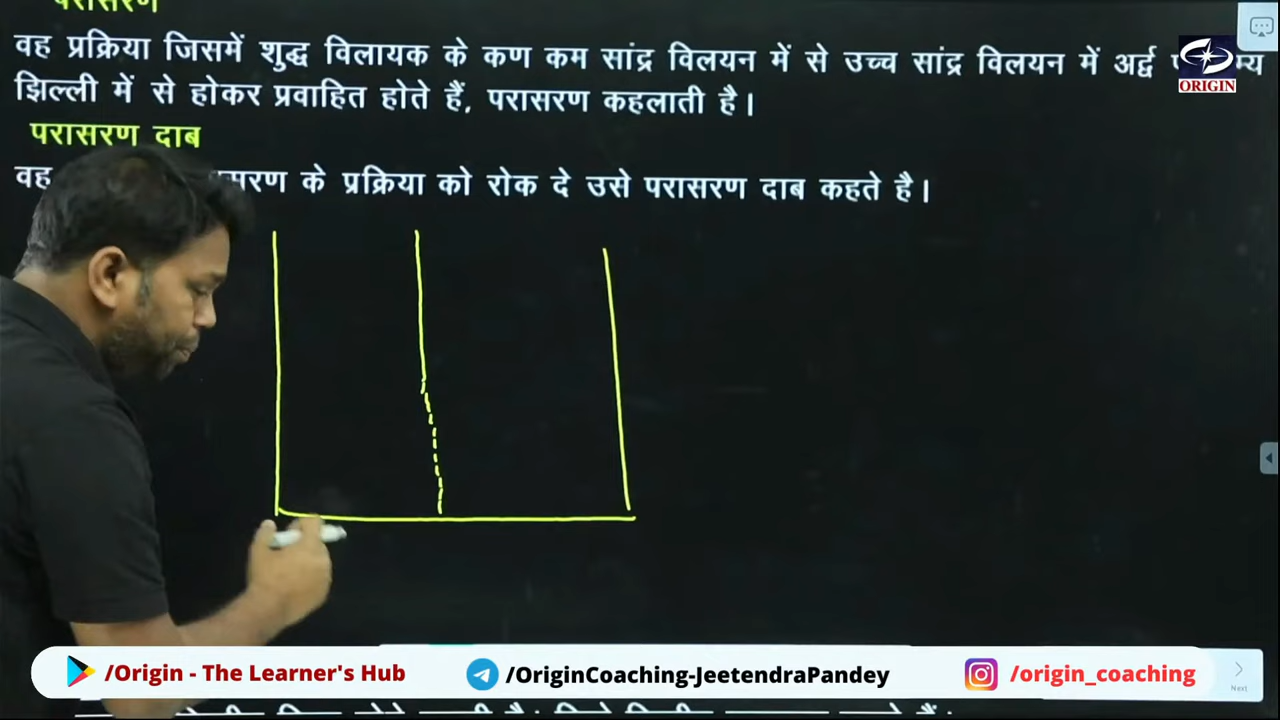 परासरण
वह प्रक्रिया जिसमें शुद्ध विलायक के कण कम सांद्र विलयन में से उच्च सांद्र विलयन में अर्द्ध
झिल्ली में से होकर प्रवाहित होते हैं, परासरण कहलाती है।
परासरण दाब
वह के प्रक्रिया को रोक दे उसे परासरण दाब कहते है।
ORIGIN
/Origin - The Learner's Hub
/OriginCoaching-JeetendraPandey
/origin_coaching
Next